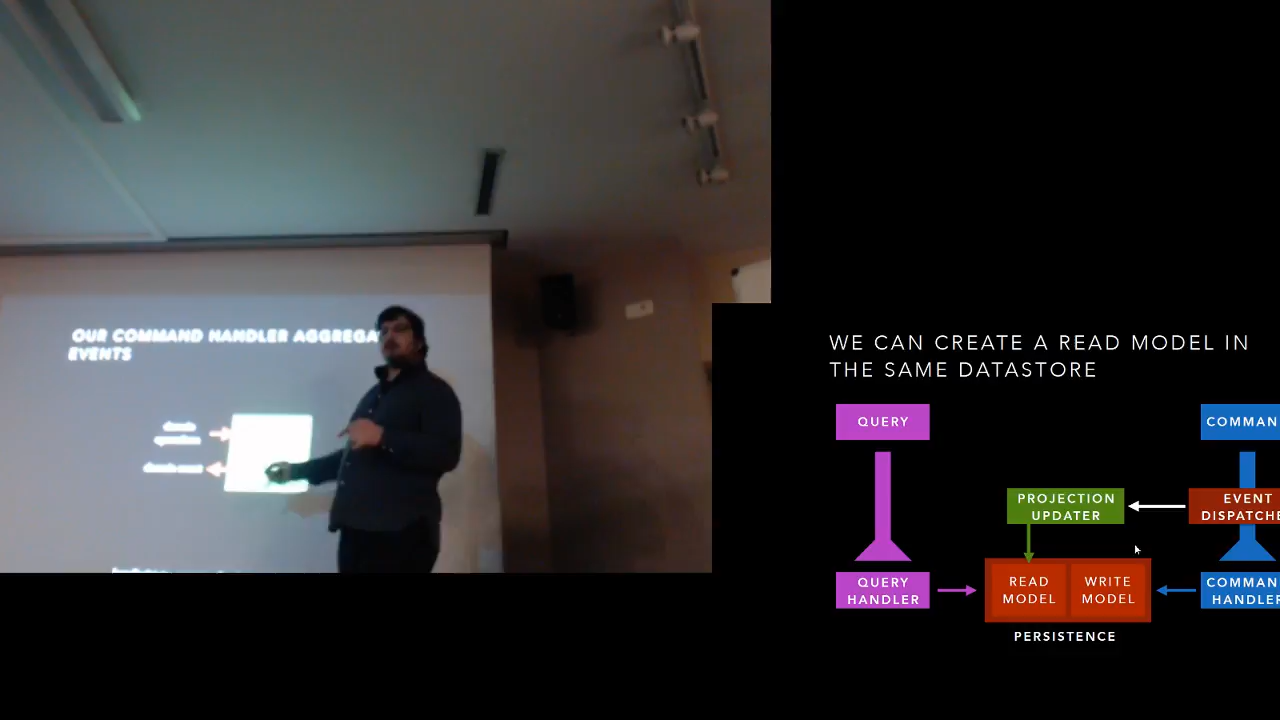 OUR COMMAND HANDLER AGGREGA
EVENTS
WE CAN CREATE A READ MODEL IN
THE SAME DATASTORE
QUERY
COMMAN
PROJECTION
UPDATER
EVENT
DISPATCHE
QUERY
HANDLER
READ
MODEL
WRITE
MODEL
COMMAN
HANDLER
PERSISTENCE